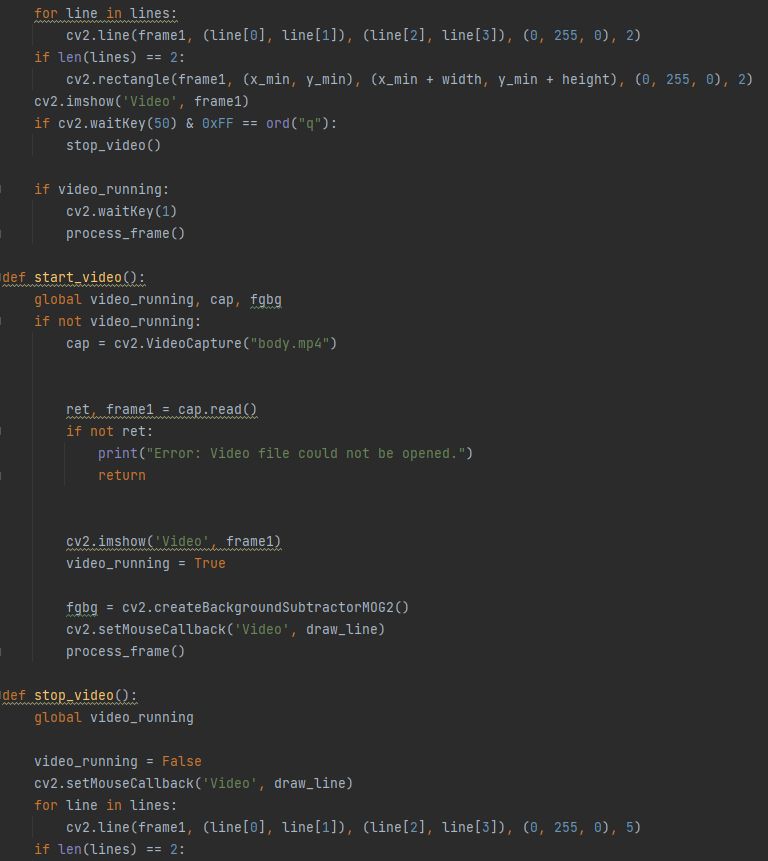 for line in lines:
    cv2.line(frame1, (line[0], line[1]), (line[2], line[3]), (0, 255, 0), 2)
if len(lines) == 2:
    cv2.rectangle(frame1, (x_min, y_min), (x_min + width, y_min + height), (0, 255, 0), 2)
cv2.imshow('Video', frame1)
if cv2.waitKey(50) & 0xFF == ord("q"):
    stop_video()
if video_running:
    cv2.waitKey(1)
    process_frame()
def start_video():
    global video_running, cap, fgbg
    if not video_running:
        cap = cv2.VideoCapture("body.mp4")
        ret, frame1 = cap.read()
        if not ret:
            print("Error: Video file could not be opened.")
            return
        cv2.imshow('Video', frame1)
        video_running = True
        fgbg = cv2.createBackgroundSubtractorMOG2()
        cv2.setMouseCallback('Video', draw_line)
        process_frame()
def stop_video():
    global video_running
    video_running = False
    cv2.setMouseCallback('Video', draw_line)
    for line in lines:
        cv2.line(frame1, (line[0], line[1]), (line[2], line[3]), (0, 255, 0), 5)
    if len(lines) == 2: